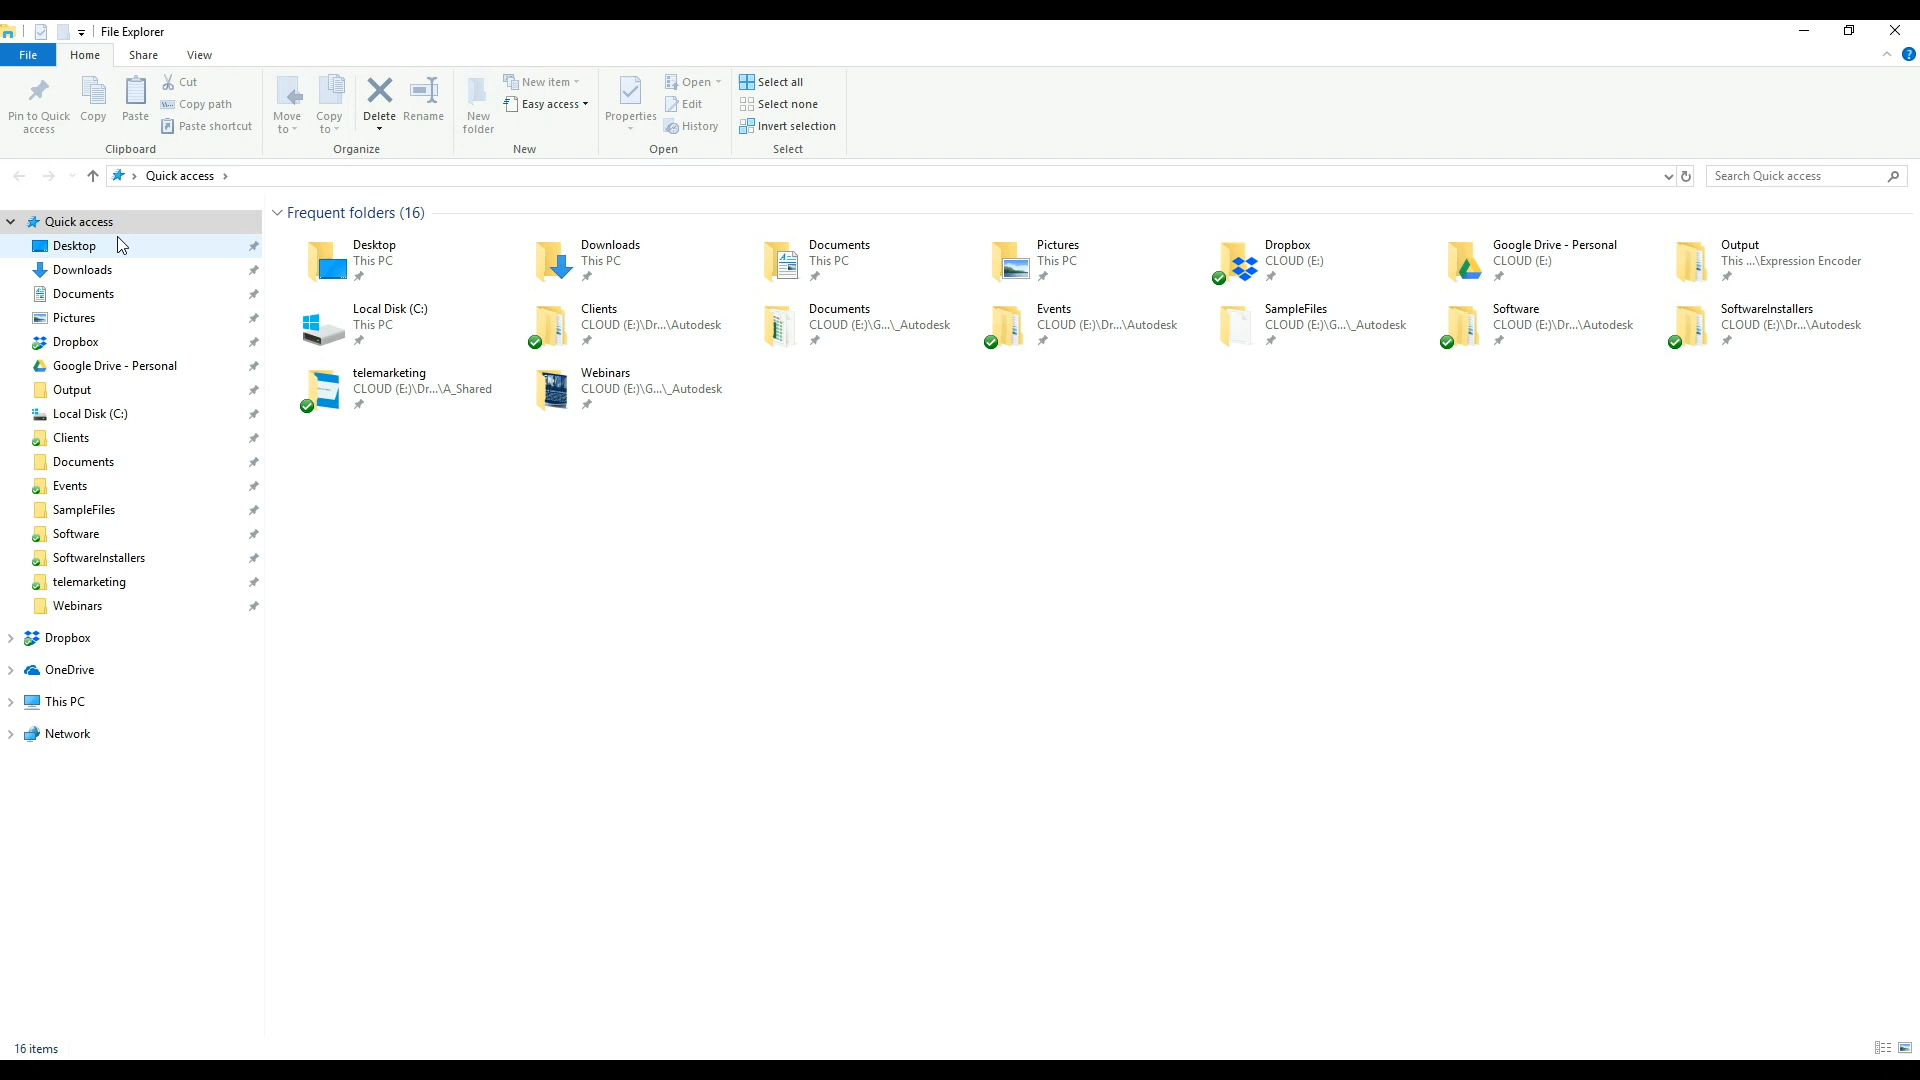 File Explorer
File Home Share View
Pin to Quick access
Copy
Paste
Cut
Copy path
Paste shortcut
Clipboard
Move to
Copy to
Delete
Rename
Organize
New folder
New item
Easy access
New
Properties
Open
Edit
History
Open
Select all
Select none
Invert selection
Select
Quick access
Search Quick access
Quick access
Desktop
Downloads
Documents
Pictures
Dropbox
Google Drive - Personal
Output
Local Disk (C:)
Clients
Documents
Events
SampleFiles
Software
SoftwareInstallers
telemarketing
Webinars
Dropbox
OneDrive
This PC
Network
Frequent folders (16)
Desktop
This PC
Downloads
This PC
Documents
This PC
Pictures
This PC
Dropbox
CLOUD (E:)
Google Drive - Personal
CLOUD (E:)
Output
This ...\Expression Encoder
Local Disk (C:)
This PC
Clients
CLOUD (E:)\Dr...\Autodesk
Documents
CLOUD (E:)\G...\_Autodesk
Events
CLOUD (E:)\Dr...\Autodesk
SampleFiles
CLOUD (E:)\G...\_Autodesk
Software
CLOUD (E:)\Dr...\Autodesk
SoftwareInstallers
CLOUD (E:)\Dr...\Autodesk
telemarketing
CLOUD (E:)\Dr...\A_Shared
Webinars
CLOUD (E:)\G...\_Autodesk
16 items